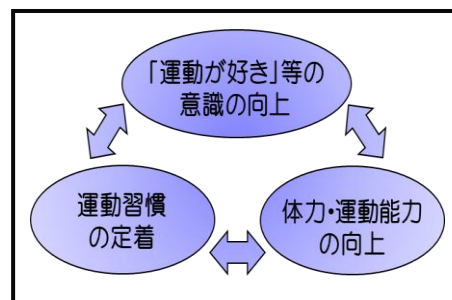 「運動が好き」等の
意識の向上
運動習慣
の定着
体力・運動能力
の向上